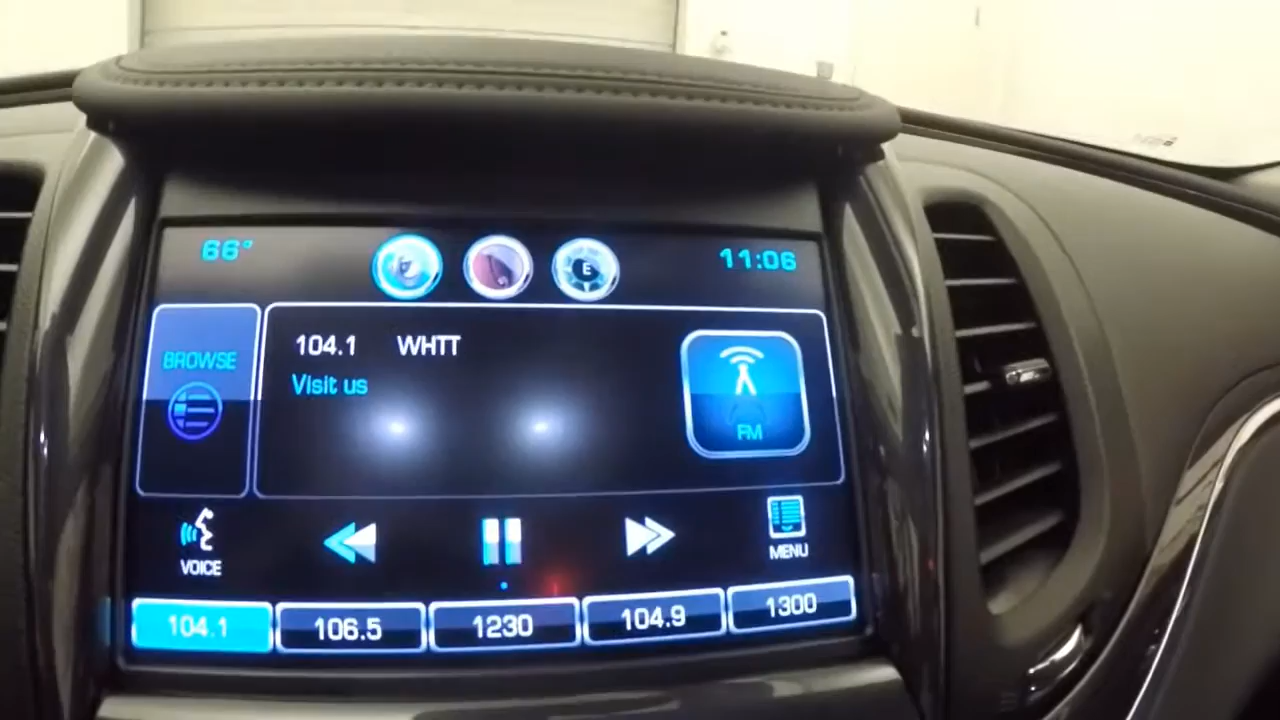 66°
E
11:06
BROWSE
104.1 WHTT
Visit us
FM
VOICE
MENU
104.1
106.5
1230
104.9
1300